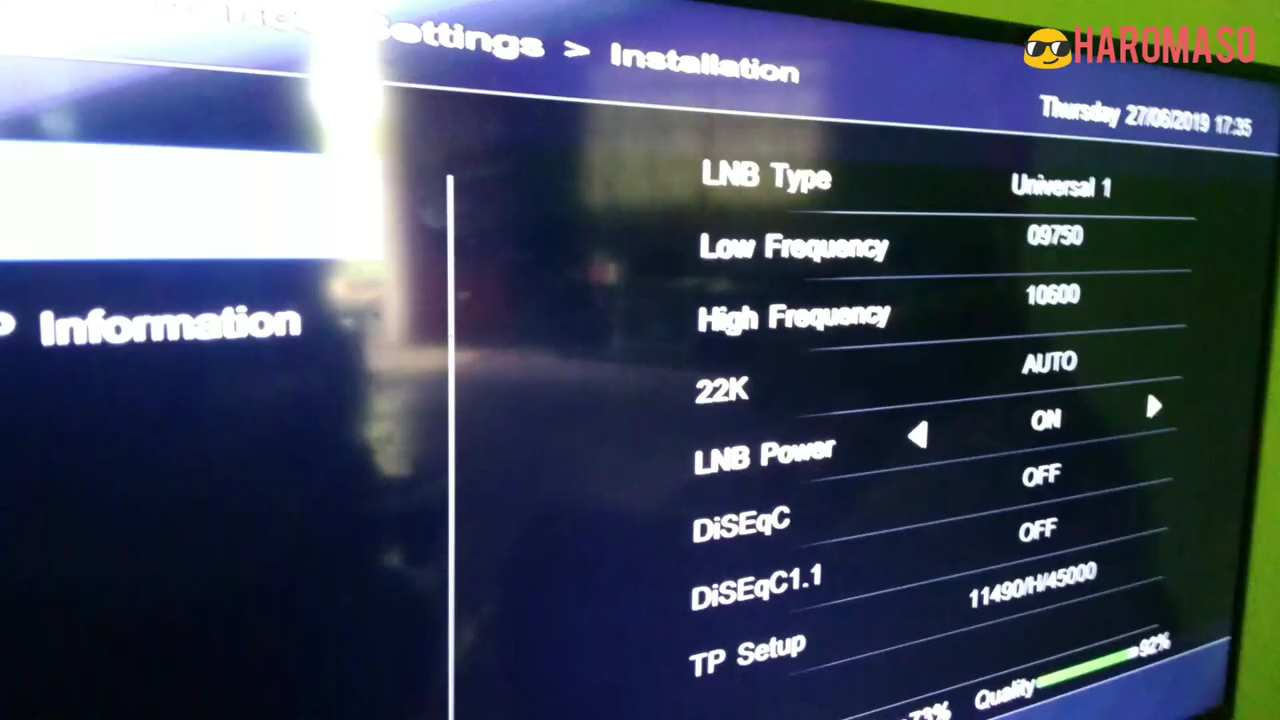 HAROMASO
Settings > Installation
Thursday 27/06/2019 17:35
LNB Type Universal 1
Low Frequency 09750
High Frequency 10600
22K AUTO
LNB Power ON
DiSEqC OFF
DiSEqC1.1 OFF
TP Setup 11490/H/45000
Information
73% Quality 92%